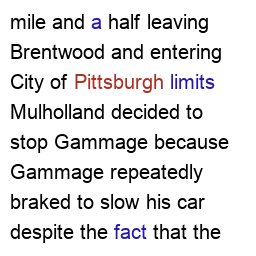 mile and a half leaving
Brentwood and entering
City of Pittsburgh limits
Mulholland decided to
stop Gammage because
Gammage repeatedly
braked to slow his car
despite the fact that the